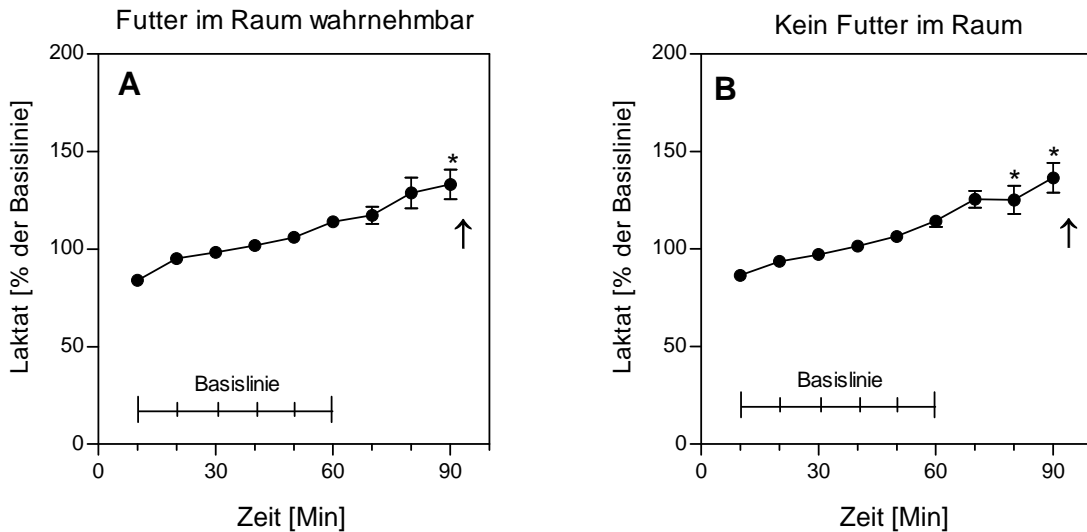 Futter im Raum wahrnehmbar
A
Laktat [% der Basislinie]
200
150
100
50
0
*
↑
Basislinie
0
30
60
90
Zeit [Min]
Kein Futter im Raum
B
Laktat [% der Basislinie]
200
150
100
50
0
*
*
↑
Basislinie
0
30
60
90
Zeit [Min]